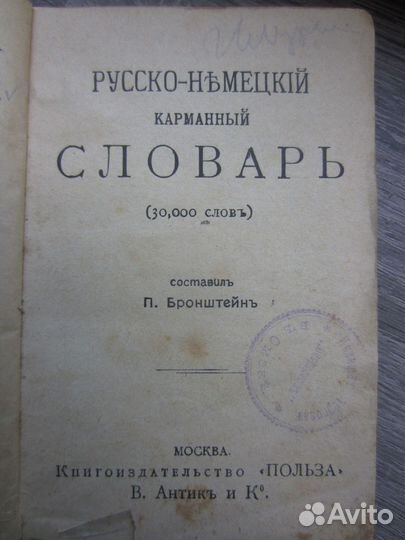 РУССКО-НѢМЕЦКІЙ
КАРМАННЫЙ
СЛОВАРЬ
(30,000 словъ)
составилъ
П. Бронштейнъ
МОСКВА.
Книгоиздательство «ПОЛЬЗА»
В. Антикъ и Ко.
Avito